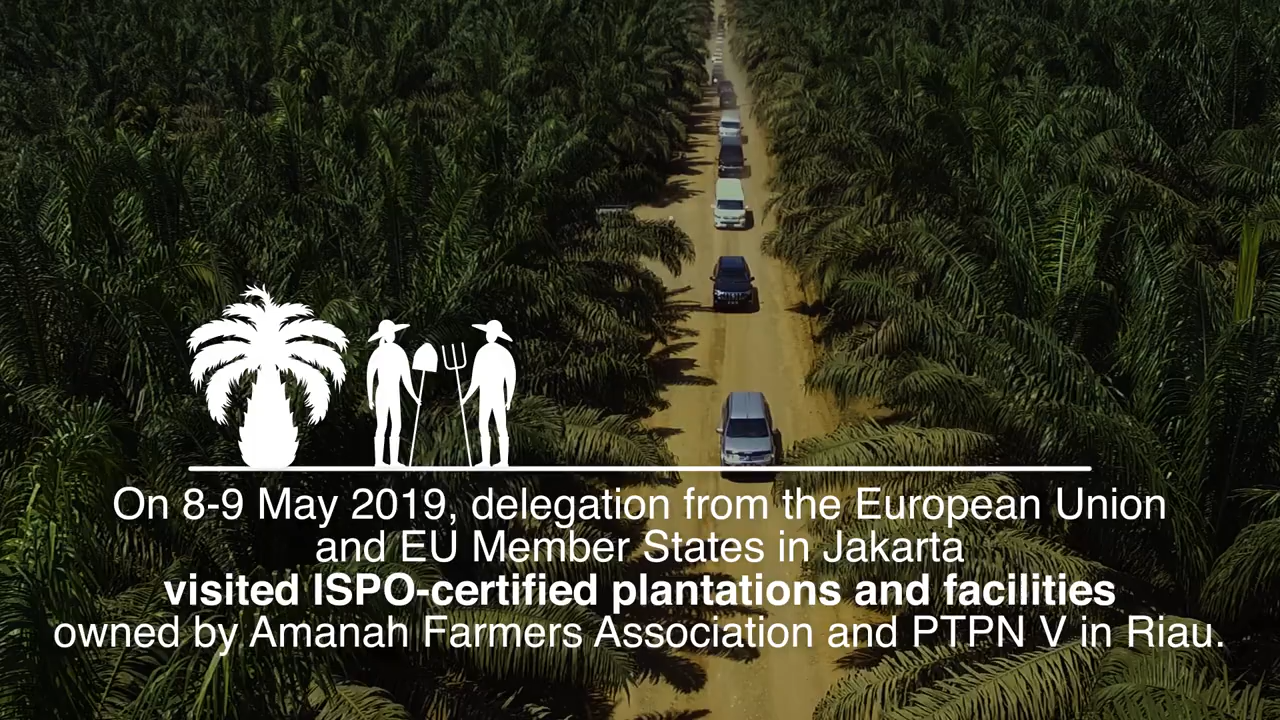 On 8-9 May 2019, delegation from the European Union
and EU Member States in Jakarta
visited ISPO-certified plantations and facilities
owned by Amanah Farmers Association and PTPN V in Riau.